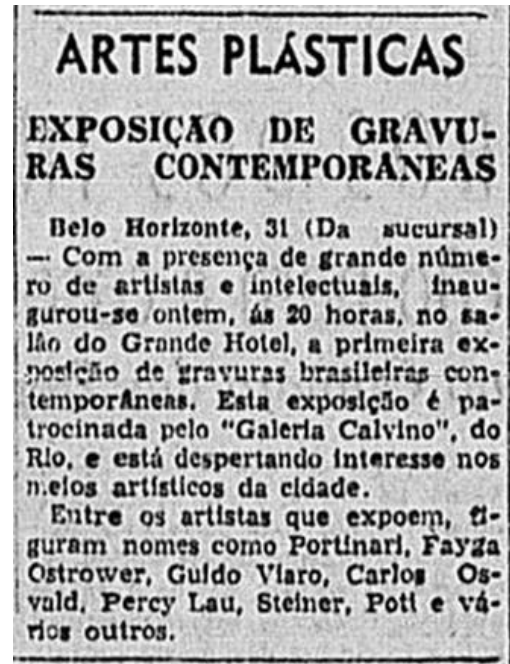 ARTES PLÁSTICAS
EXPOSIÇÃO DE GRAVU-
RAS CONTEMPORÂNEAS
Belo Horizonte, 31 (Da sucursal)
— Com a presença de grande núme-
ro de artistas e intelectuais, inau-
gurou-se ontem, ás 20 horas, no sa-
lão do Grande Hotel, a primeira ex-
posição de gravuras brasileiras con-
temporâneas. Esta exposição é pa-
trocinada pelo "Galeria Calvino", do
Rio, e está despertando interesse nos
meios artísticos da cidade.
Entre os artistas que expoem, fi-
guram nomes como Portinari, Fayga
Ostrower, Guido Viaro, Carlos Os-
vald, Percy Lau, Steiner, Poti e vá-
rios outros.